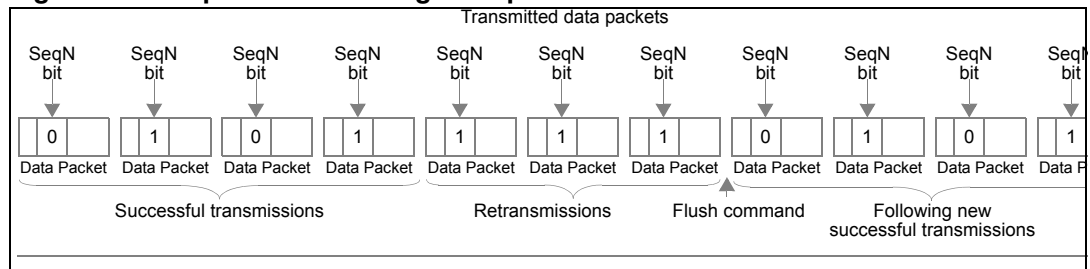 Transmitted data packets
SeqN SeqN SeqN SeqN SeqN SeqN SeqN SeqN SeqN SeqN
bit bit bit bit bit bit bit bit bit bit bit
0 1 0 1 1 1 1 0 1 0 1
Data Packet Data Packet Data Packet Data Packet Data Packet Data Packet Data Packet Data Packet Data Packet Data Packet Data
Successful transmissions Retransmissions Flush command Following new
successful transmissions